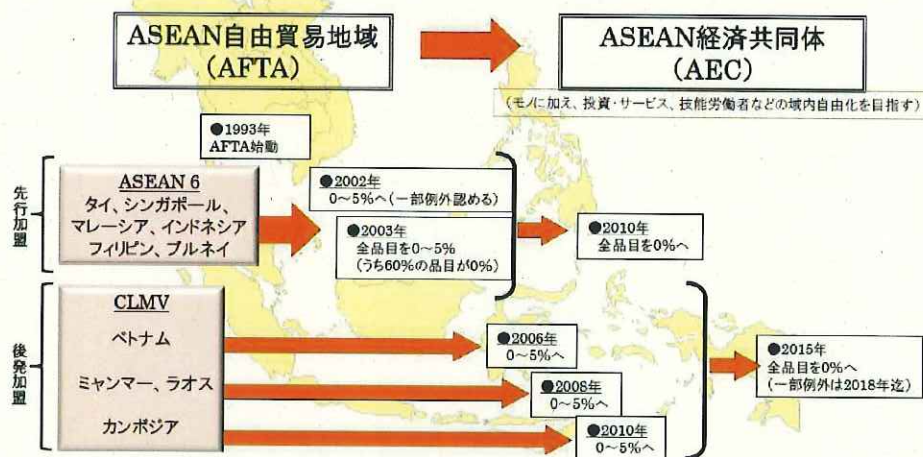 ASEAN自由貿易地域
(AFTA)
ASEAN経済共同体
(AEC)
(モノに加え、投資・サービス、技能労働者などの域内自由化を目指す)
●1993年
AFTA始動
先行加盟
ASEAN 6
タイ、シンガポール、
マレーシア、インドネシア
フィリピン、ブルネイ
●2002年
0～5%へ(一部例外認める)
●2003年
全品目を0～5%
(うち60%の品目が0%)
●2010年
全品目を0%へ
後発加盟
CLMV
ベトナム
ミャンマー、ラオス
カンボジア
●2006年
0～5%へ
●2008年
0～5%へ
●2010年
0～5%へ
●2015年
全品目を0%へ
(一部例外は2018年迄)